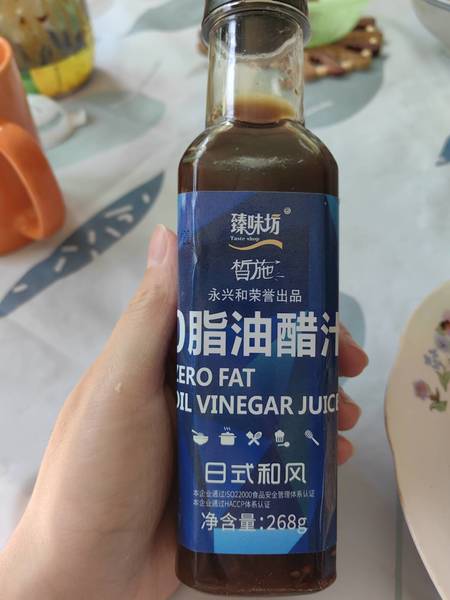 臻味坊®
Taste shop
皙施
永兴和荣誉出品
0脂油醋汁
ZERO FAT
OIL VINEGAR JUICE
日式和风
本企业通过ISO22000食品安全管理体系认证
本企业通过HACCP体系认证
净含量:268g